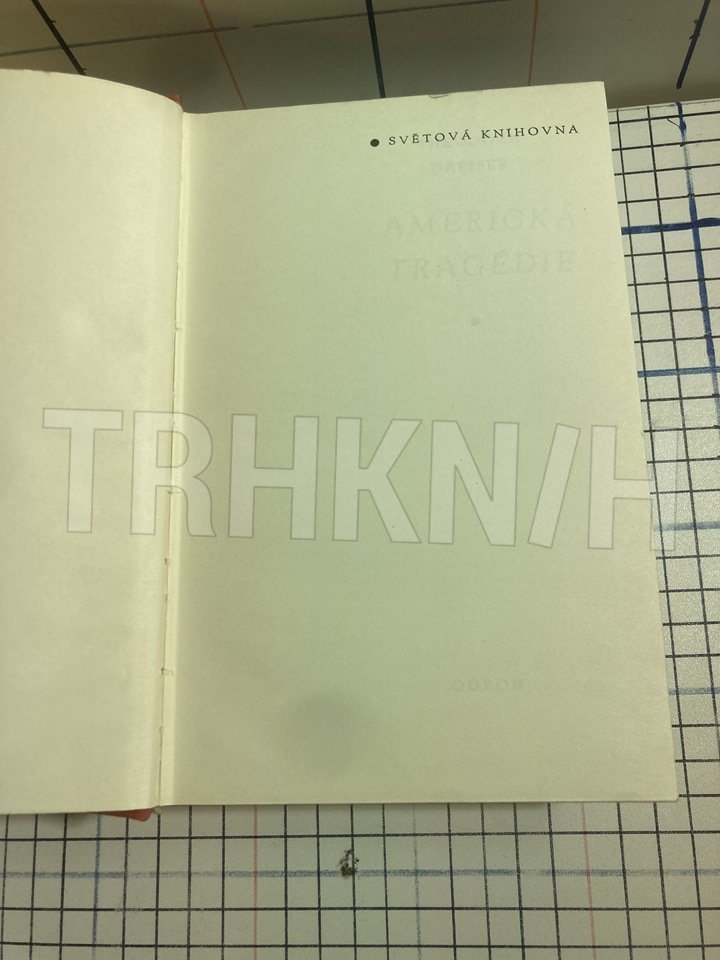 ● SVĚTOVÁ KNIHOVNA
DREISER
AMERICKÁ
TRAGÉDIE
TRHKNIH
ODEON